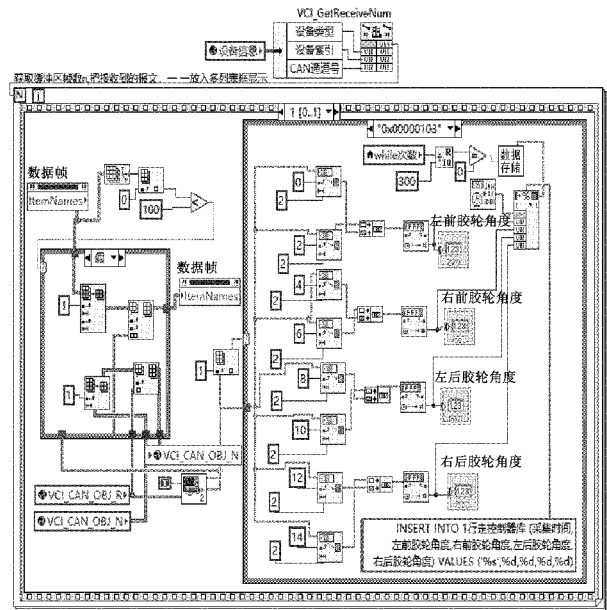 VCI_GetReceiveNum
设备类型
设备信息
设备索引
CAN通道号
获取缓冲区帧数n,把接收到的报文,一一放入多列表框显示
N
i
1 [0..1]
"0x00000103"
while次数
数据存储
300
0
数据帧
ItemNames
0
100
假
数据帧
ItemNames
1
1
1
VCI_CAN_OBJ_N
VCI_CAN_OBJ_R
VCI_CAN_OBJ_N
0
2
2
左前胶轮角度
4
2
6
2
右前胶轮角度
8
2
10
2
左后胶轮角度
12
2
14
2
右后胶轮角度
INSERT INTO 1行走控制器库 (采集时间,
左前胶轮角度,右前胶轮角度,左后胶轮角度,
右后胶轮角度) VALUES ('%s',%d,%d,%d,%d)